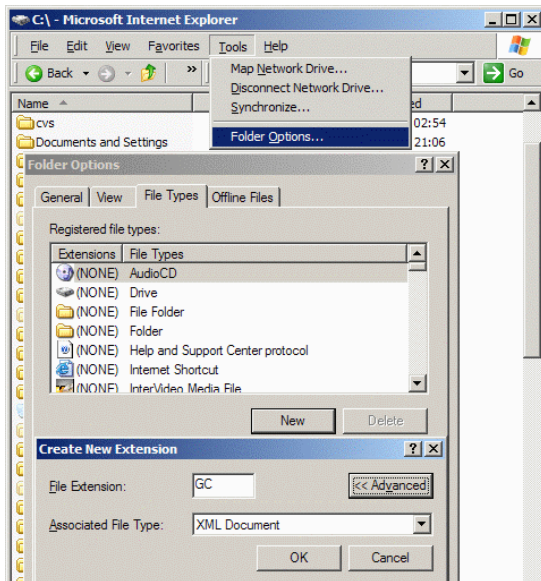 C:\ - Microsoft Internet Explorer
File Edit View Favorites Tools Help
Back » Go
Map Network Drive...
Disconnect Network Drive...
Synchronize...
Folder Options...
Name
cvs 02:54
Documents and Settings 21:06
Folder Options
General View File Types Offline Files
Registered file types:
Extensions File Types
(NONE) AudioCD
(NONE) Drive
(NONE) File Folder
(NONE) Folder
(NONE) Help and Support Center protocol
(NONE) Internet Shortcut
(NONE) InterVideo Media File
New Delete
Create New Extension
File Extension: GC << Advanced
Associated File Type: XML Document
OK Cancel